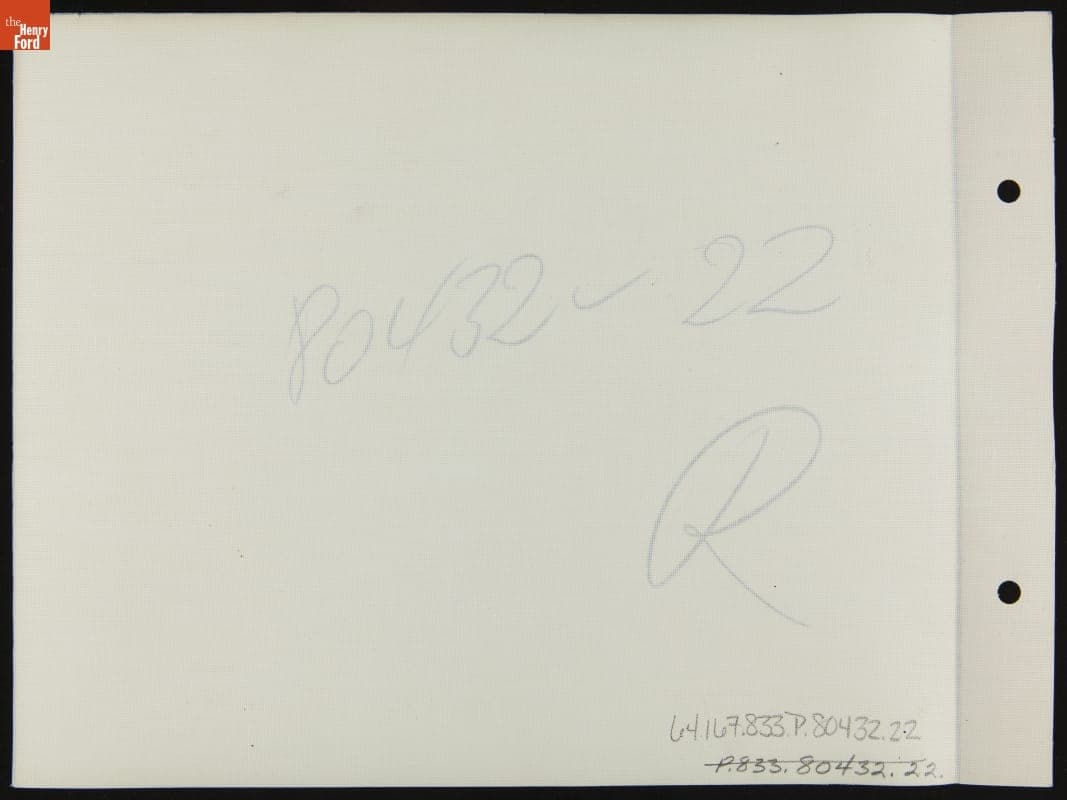 the
Henry
Ford
80432 - 22
R
64.167.833.P.80432.22
P.833.80432.22.